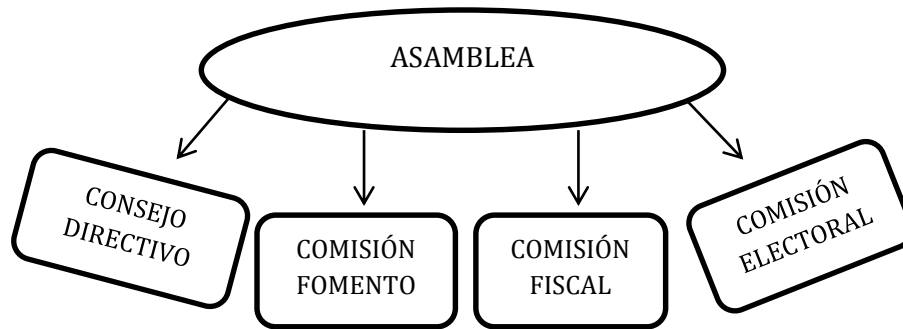 ASAMBLEA
CONSEJO
DIRECTIVO
COMISIÓN
FOMENTO
COMISIÓN
FISCAL
COMISIÓN
ELECTORAL